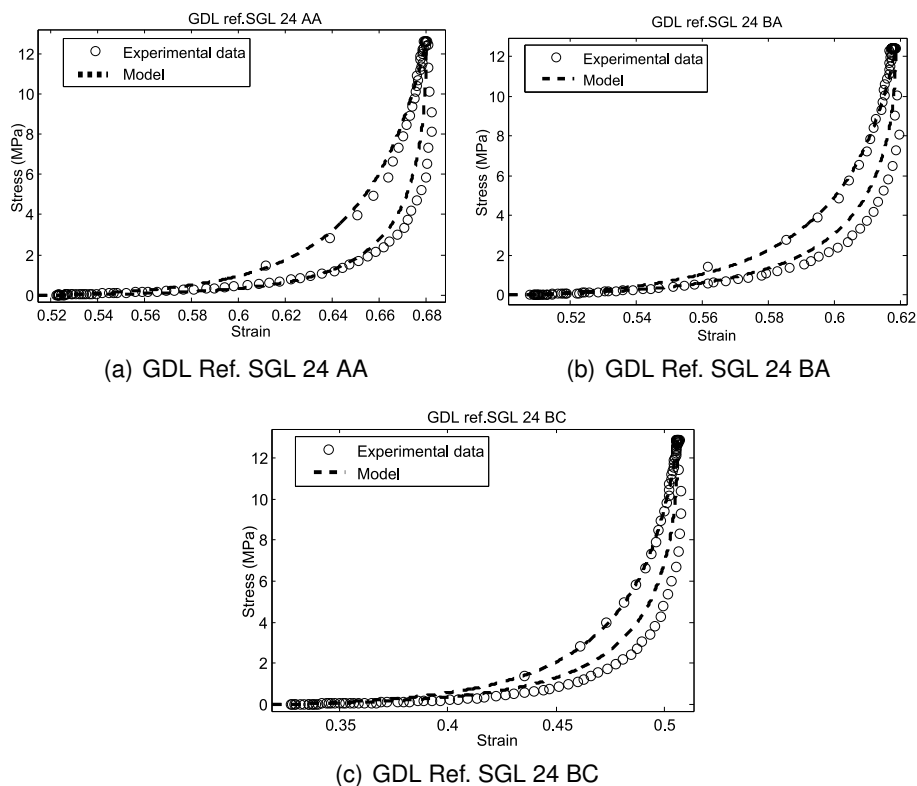 GDL ref.SGL 24 AA
Experimental data
Model
Stress (MPa)
12
10
8
6
4
2
0
0.52 0.54 0.56 0.58 0.6 0.62 0.64 0.66 0.68
Strain
(a) GDL Ref. SGL 24 AA
GDL ref.SGL 24 BA
Experimental data
Model
Stress (MPa)
12
10
8
6
4
2
0
0.52 0.54 0.56 0.58 0.6 0.62
Strain
(b) GDL Ref. SGL 24 BA
GDL ref.SGL 24 BC
Experimental data
Model
Stress (MPa)
12
10
8
6
4
2
0
0.35 0.4 0.45 0.5
Strain
(c) GDL Ref. SGL 24 BC